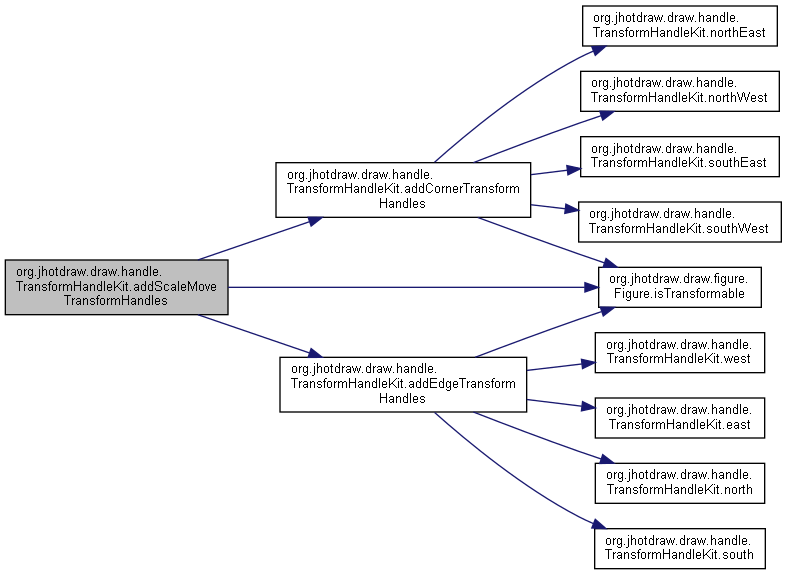 org.jhotdraw.draw.handle.
TransformHandleKit.northEast
org.jhotdraw.draw.handle.
TransformHandleKit.northWest
org.jhotdraw.draw.handle.
TransformHandleKit.southEast
org.jhotdraw.draw.handle.
TransformHandleKit.addCornerTransform
Handles
org.jhotdraw.draw.handle.
TransformHandleKit.southWest
org.jhotdraw.draw.handle.
TransformHandleKit.addScaleMove
TransformHandles
org.jhotdraw.draw.figure.
Figure.isTransformable
org.jhotdraw.draw.handle.
TransformHandleKit.west
org.jhotdraw.draw.handle.
TransformHandleKit.addEdgeTransform
Handles
org.jhotdraw.draw.handle.
TransformHandleKit.east
org.jhotdraw.draw.handle.
TransformHandleKit.north
org.jhotdraw.draw.handle.
TransformHandleKit.south